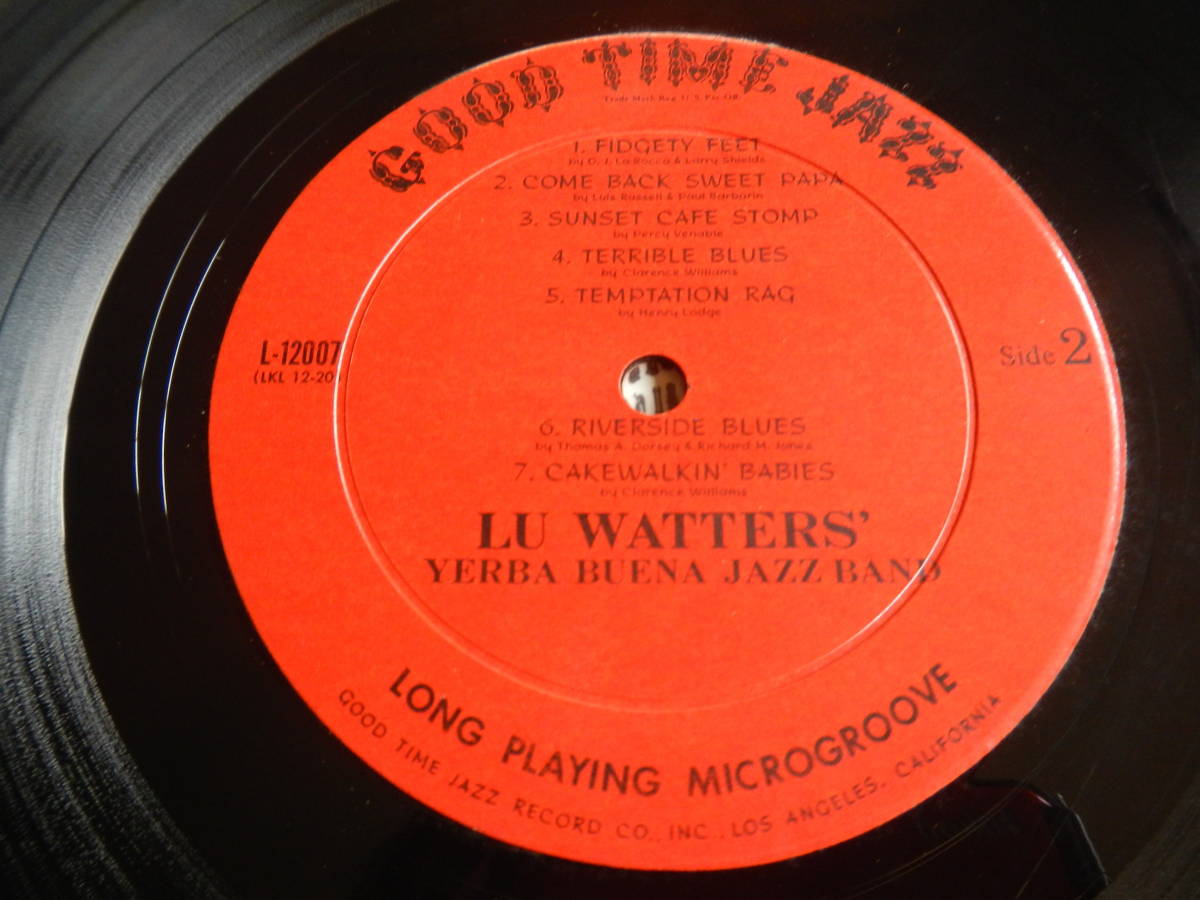 GOOD TIME JAZZ
Trade Mark Reg. U. S. Pat. Off.
1. FIDGETY FEET
by D. J. LaRocca & Larry Shields
2. COME BACK SWEET PAPA
by Luis Russell & Paul Barbarin
3. SUNSET CAFE STOMP
by Percy Venable
4. TERRIBLE BLUES
by Clarence Williams
5. TEMPTATION RAG
by Henry Lodge
L-12007
(LKL 12-20)
Side 2
6. RIVERSIDE BLUES
by Thomas A. Dorsey & Richard M. Jones
7. CAKEWALKIN' BABIES
by Clarence Williams
LU WATTERS'
YERBA BUENA JAZZ BAND
LONG PLAYING MICROGROOVE
GOOD TIME JAZZ RECORD CO., INC., LOS ANGELES, CALIFORNIA